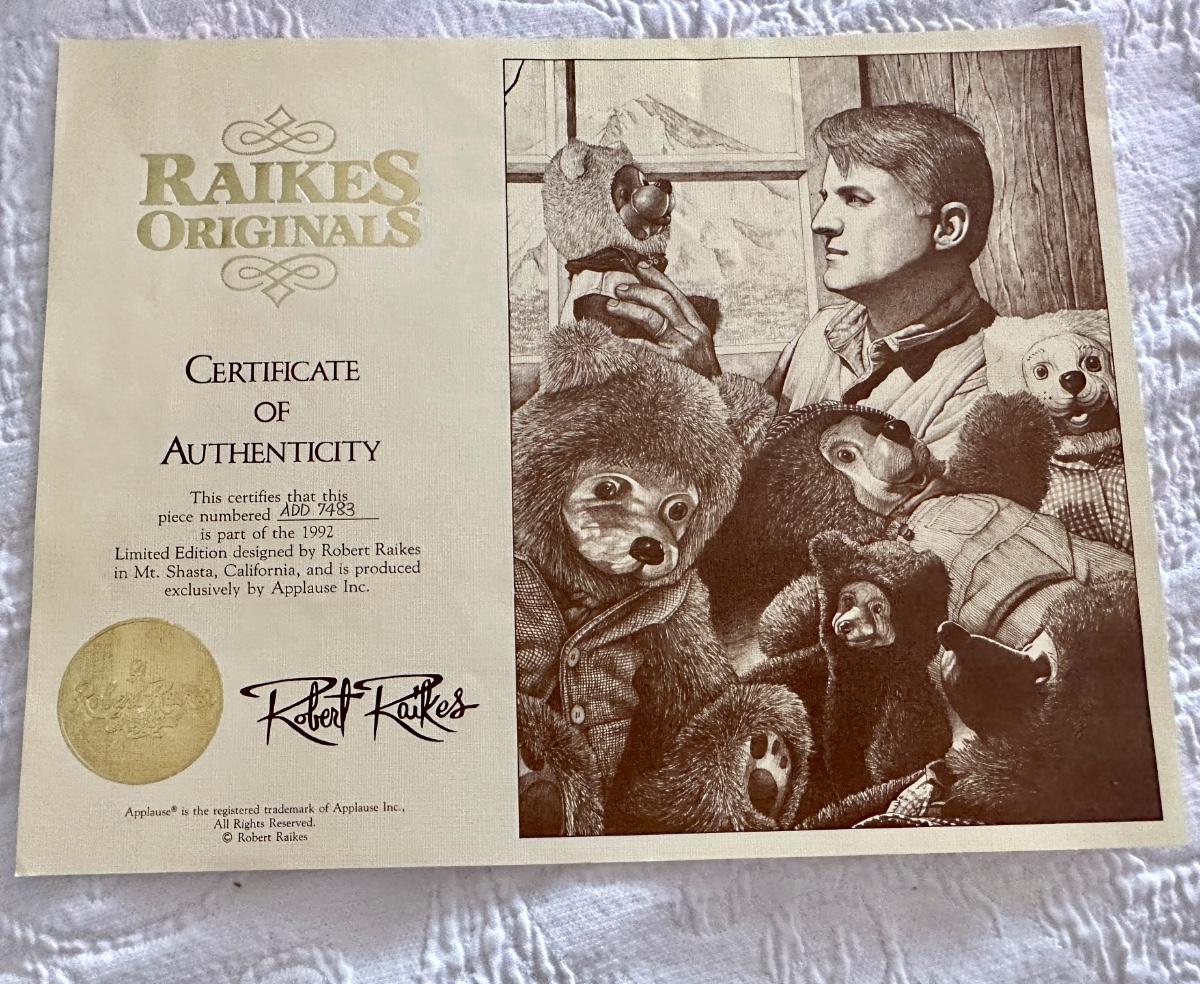 RAIKES
ORIGINALS
CERTIFICATE
OF
AUTHENTICITY
This certifies that this
piece numbered ADD 7483
is part of the 1992
Limited Edition designed by Robert Raikes
in Mt. Shasta, California, and is produced
exclusively by Applause Inc.
Robert Raikes
Applause® is the registered trademark of Applause Inc.,
All Rights Reserved.
© Robert Raikes